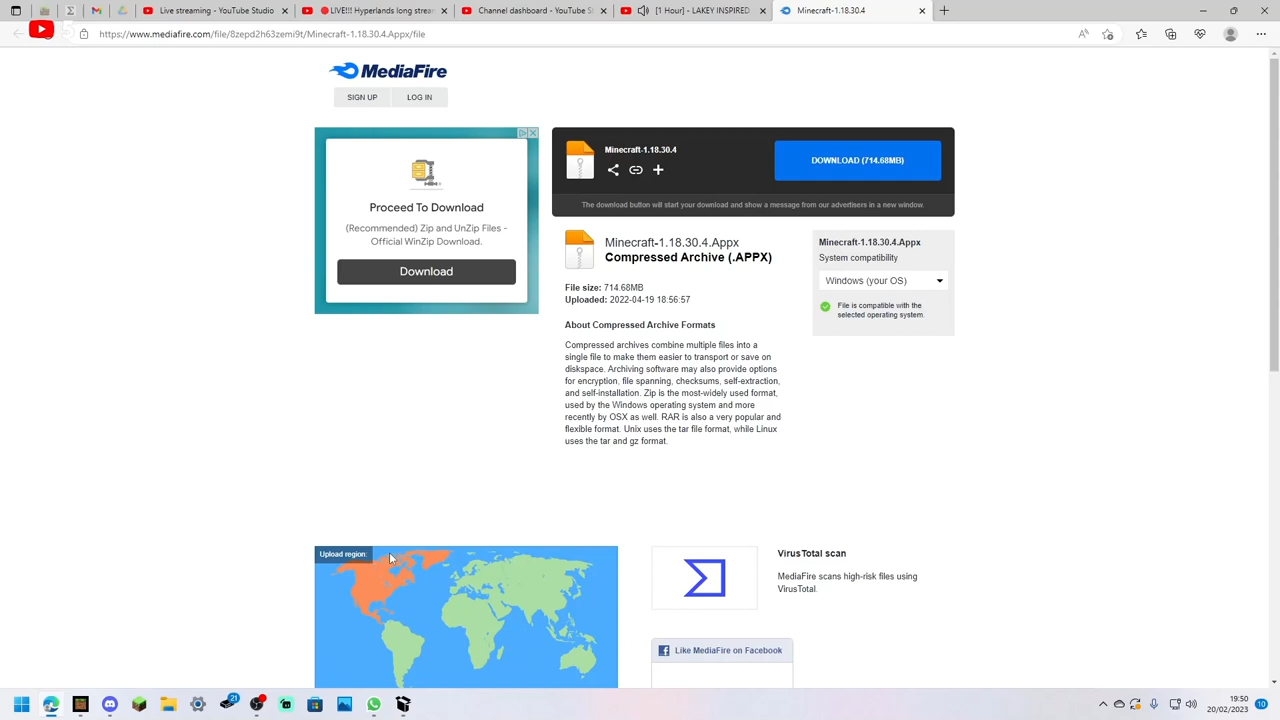 Live streaming - YouTube Studio
LIVE!!! Hyperlands long streaming
Channel dashboard - YouTube St
[1 Hour] - LAKEY INSPIRED
Minecraft-1.18.30.4
https://www.mediafire.com/file/8zepd2h63zemi9t/Minecraft-1.18.30.4.Appx/file
MediaFire
SIGN UP
LOG IN
Minecraft-1.18.30.4
DOWNLOAD (714.68MB)
The download button will start your download and show a message from our advertisers in a new window.
Proceed To Download
(Recommended) Zip and UnZip Files -
Official WinZip Download.
Download
Minecraft-1.18.30.4.Appx
Compressed Archive (.APPX)
File size: 714.68MB
Uploaded: 2022-04-19 18:56:57
About Compressed Archive Formats
Compressed archives combine multiple files into a
single file to make them easier to transport or save on
diskspace. Archiving software may also provide options
for encryption, file spanning, checksums, self-extraction,
and self-installation. Zip is the most-widely used format,
used by the Windows operating system and more
recently by OSX as well. RAR is also a very popular and
flexible format. Unix uses the tar file format, while Linux
uses the tar and gz format.
Minecraft-1.18.30.4.Appx
System compatibility
Windows (your OS)
File is compatible with the
selected operating system.
Upload region:
VirusTotal scan
MediaFire scans high-risk files using
VirusTotal.
Like MediaFire on Facebook
21
19:50
20/02/2023
10